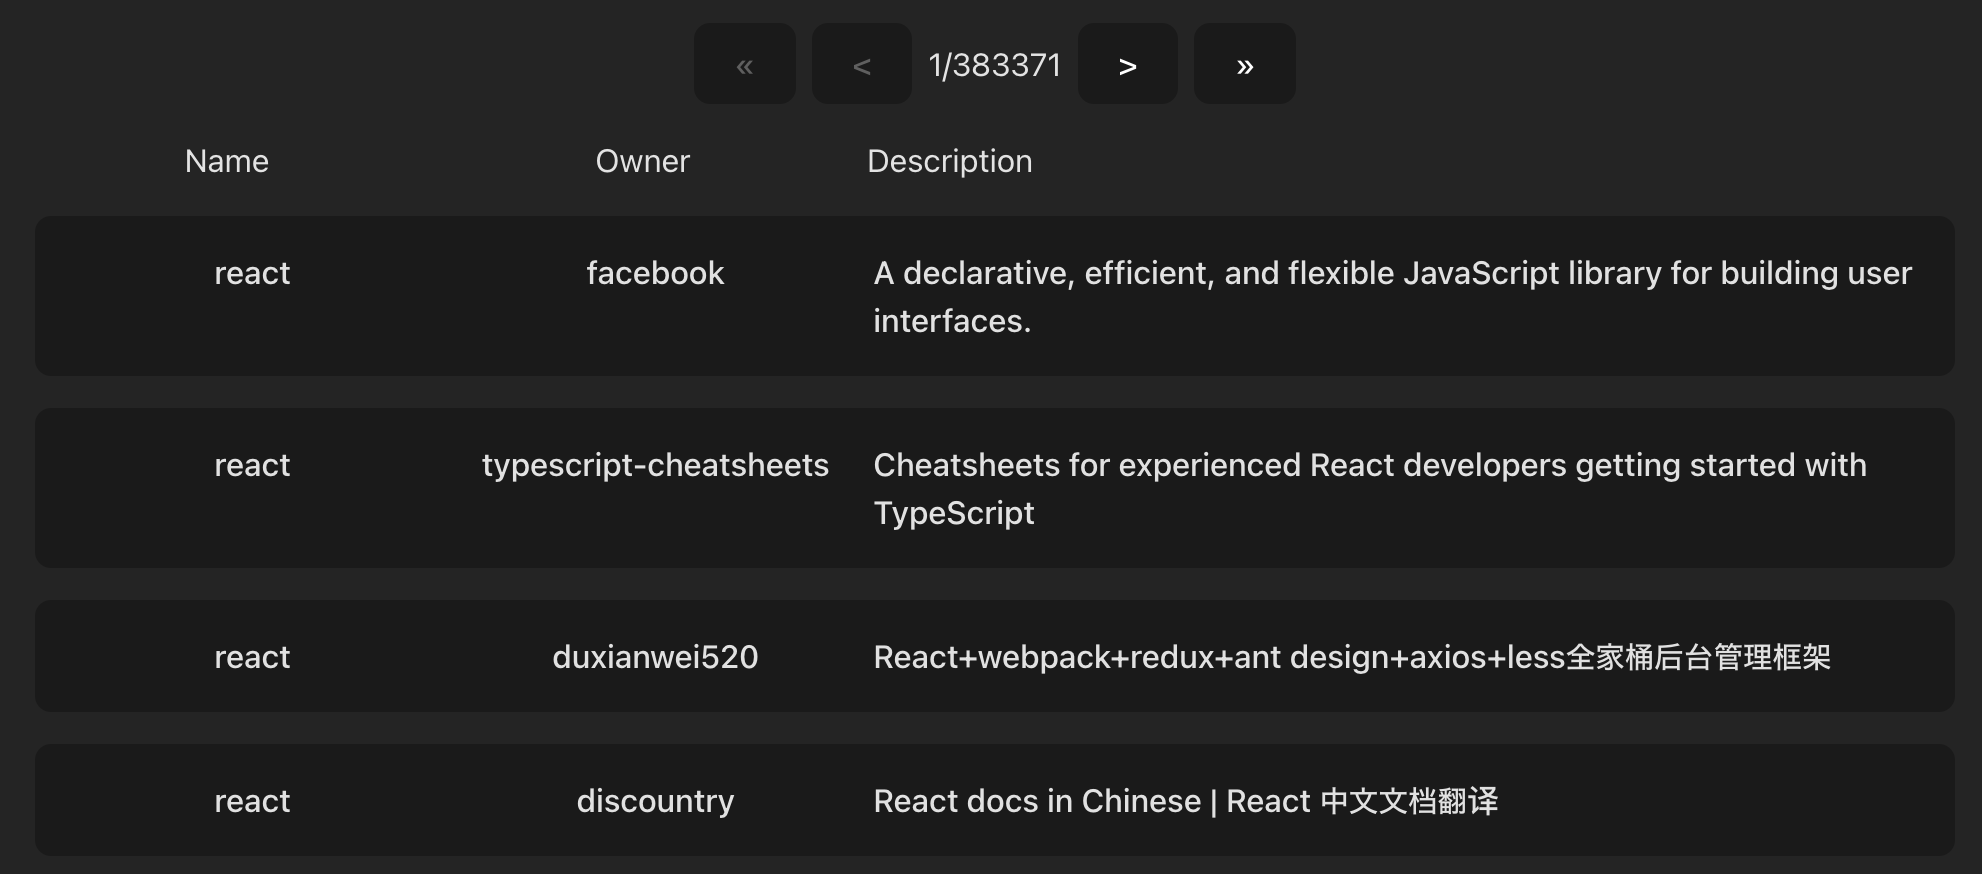 « < 1/383371 > »
Name Owner Description
react facebook A declarative, efficient, and flexible JavaScript library for building user
interfaces.
react typescript-cheatsheets Cheatsheets for experienced React developers getting started with
TypeScript
react duxianwei520 React+webpack+redux+ant design+axios+less全家桶后台管理框架
react discountry React docs in Chinese | React 中文文档翻译